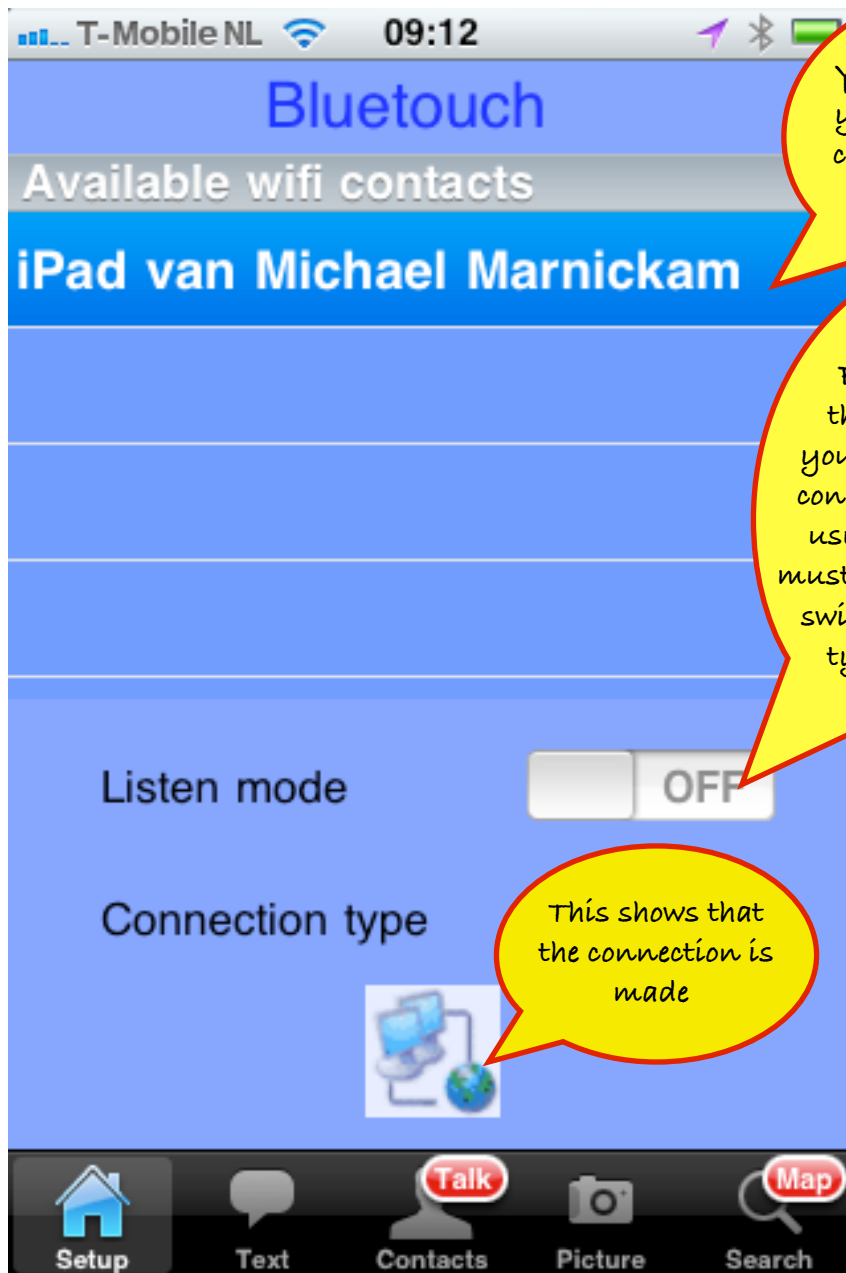 T-Mobile NL 09:12
Bluetouch
Available wifi contacts
iPad van Michael Marnickam
Listen mode
OFF
must
Connection type
This shows that
the connection is
made
Talk
Map
Setup Text Contacts Picture Search